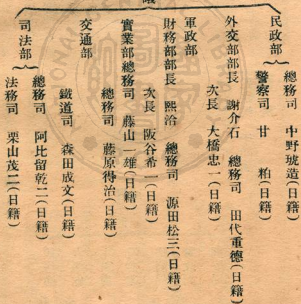 民政部
總務司 中野琥逸(日籍)
警察司 甘粕(日籍)
外交部部長 謝介石 總務司 田代重德(日籍)
次長 大橋忠一(日籍)
軍政部
財務部部長 熙洽 總務司 源田松三(日籍)
次長 阪谷希一(日籍)
實業部總務司 藤山一雄(日籍)
總務司 藤原得治(日籍)
交通部
鐵道司 森田成文(日籍)
司法部
總務司 阿比留乾二(日籍)
法務司 栗山茂二(日籍)